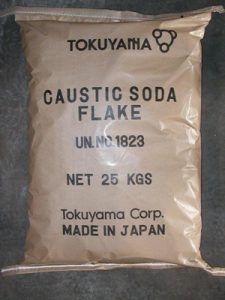 TOKUYAMA
CAUSTIC SODA
FLAKE
UN.NO.1823
NET 25 KGS
Tokuyama Corp.
MADE IN JAPAN